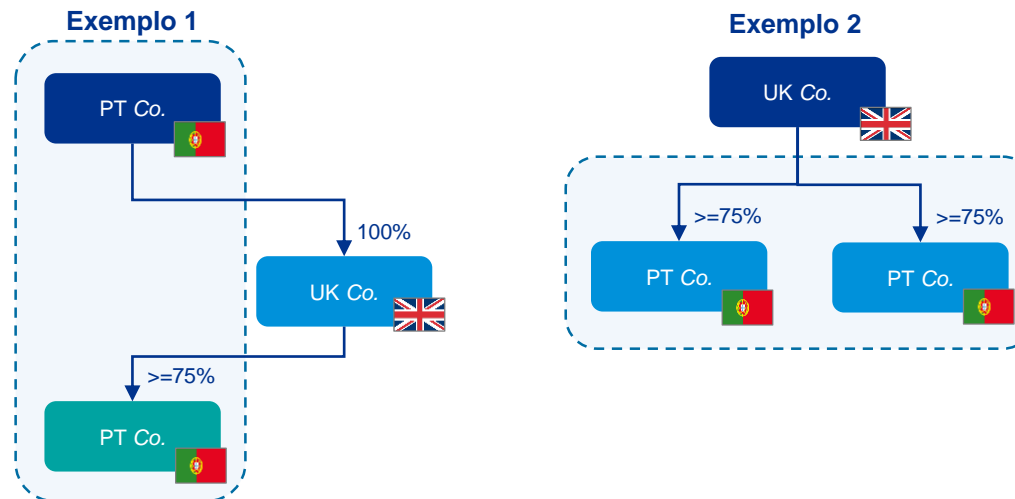 Exemplo 1
PT Co.
100%
UK Co.
>=75%
PT Co.
Exemplo 2
UK Co.
>=75%
>=75%
PT Co.
PT Co.